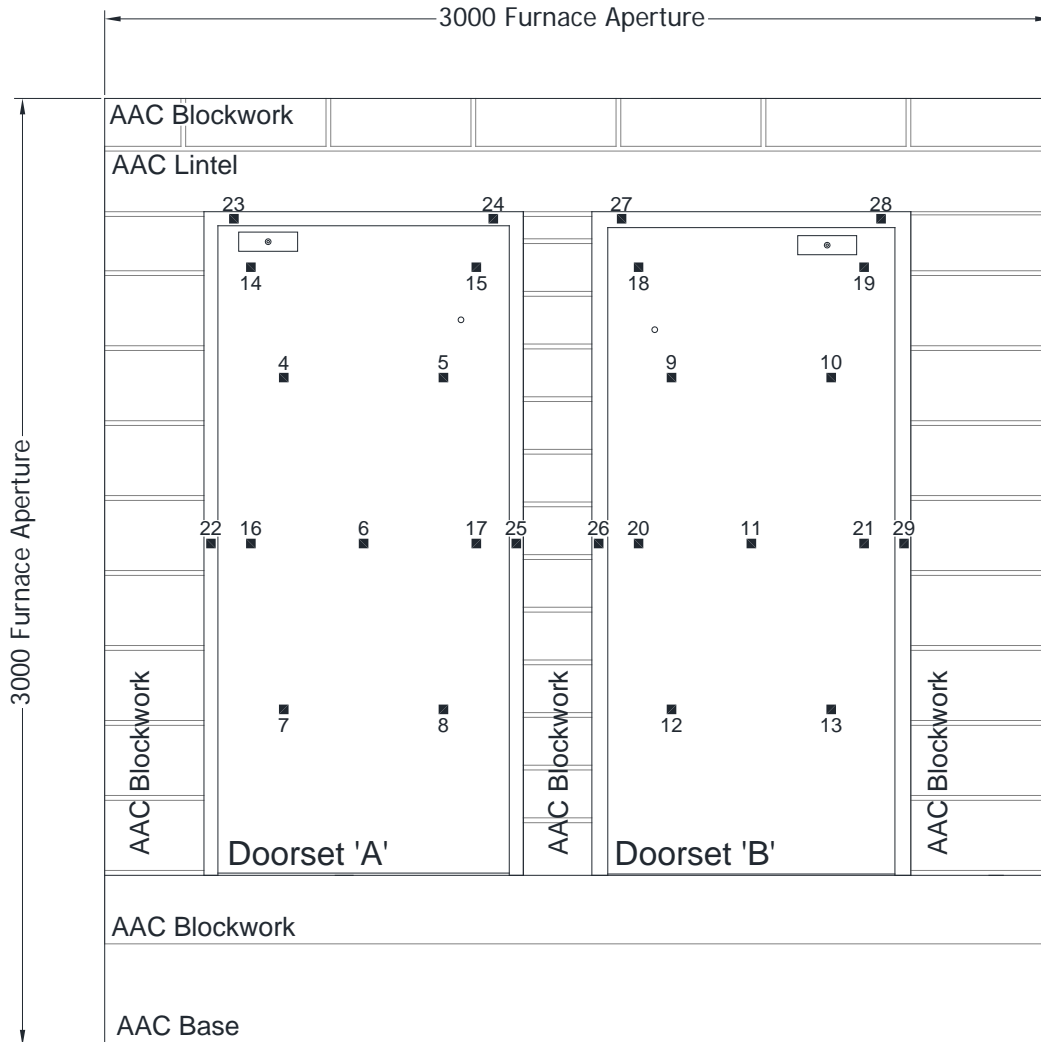 3000 Furnace Aperture
AAC Blockwork
AAC Lintel
23 24 27 28
14 15 18 19
4 5 9 10
3000 Furnace Aperture
22 16 6 17 25 26 20 11 21 29
7 8 12 13
AAC Blockwork
AAC Blockwork
AAC Blockwork
Doorset 'A' Doorset 'B'
AAC Blockwork
AAC Base